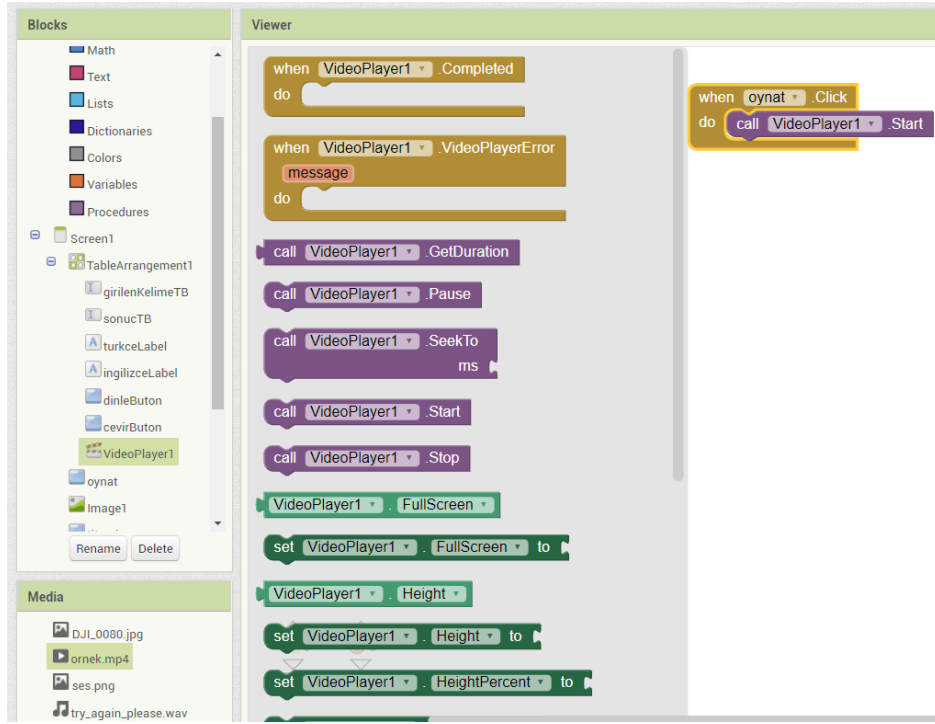 Blocks
Math
Text
Lists
Dictionaries
Colors
Variables
Procedures
Screen1
TableArrangement1
girilenKelimeTB
sonucTB
turkceLabel
ingilizceLabel
dinleButon
cevirButon
VideoPlayer1
oynat
Image1
Rename Delete
Media
DJI_0080.jpg
ornek.mp4
ses.png
try_again_please.wav
Viewer
when VideoPlayer1 .Completed
do
when VideoPlayer1 .VideoPlayerError
message
do
call VideoPlayer1 .GetDuration
call VideoPlayer1 .Pause
call VideoPlayer1 .SeekTo
ms
call VideoPlayer1 .Start
call VideoPlayer1 .Stop
VideoPlayer1 . FullScreen
set VideoPlayer1 . FullScreen to
VideoPlayer1 . Height
set VideoPlayer1 . Height to
set VideoPlayer1 . HeightPercent to
when oynat .Click
do call VideoPlayer1 .Start